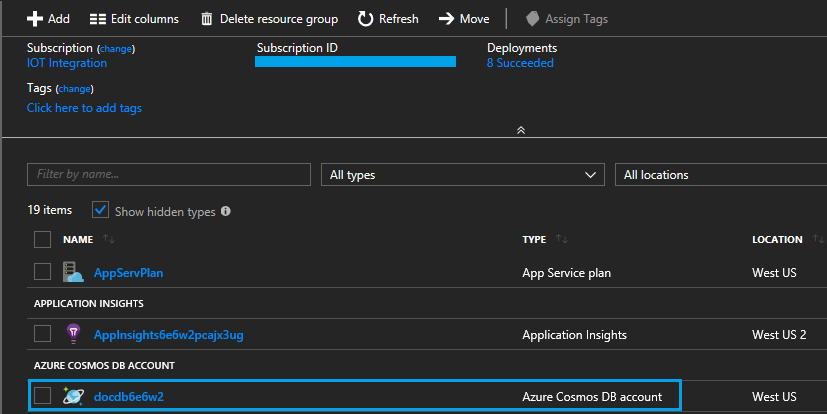 Add Edit columns Delete resource group Refresh Move Assign Tags
Subscription (change) Subscription ID Deployments
IOT Integration 8 Succeeded
Tags (change)
Click here to add tags
Filter by name... All types All locations
19 items Show hidden types
NAME TYPE LOCATION
AppServPlan App Service plan West US
APPLICATION INSIGHTS
AppInsights6e6w2pcajx3ug Application Insights West US 2
AZURE COSMOS DB ACCOUNT
docdb6e6w2 Azure Cosmos DB account West US